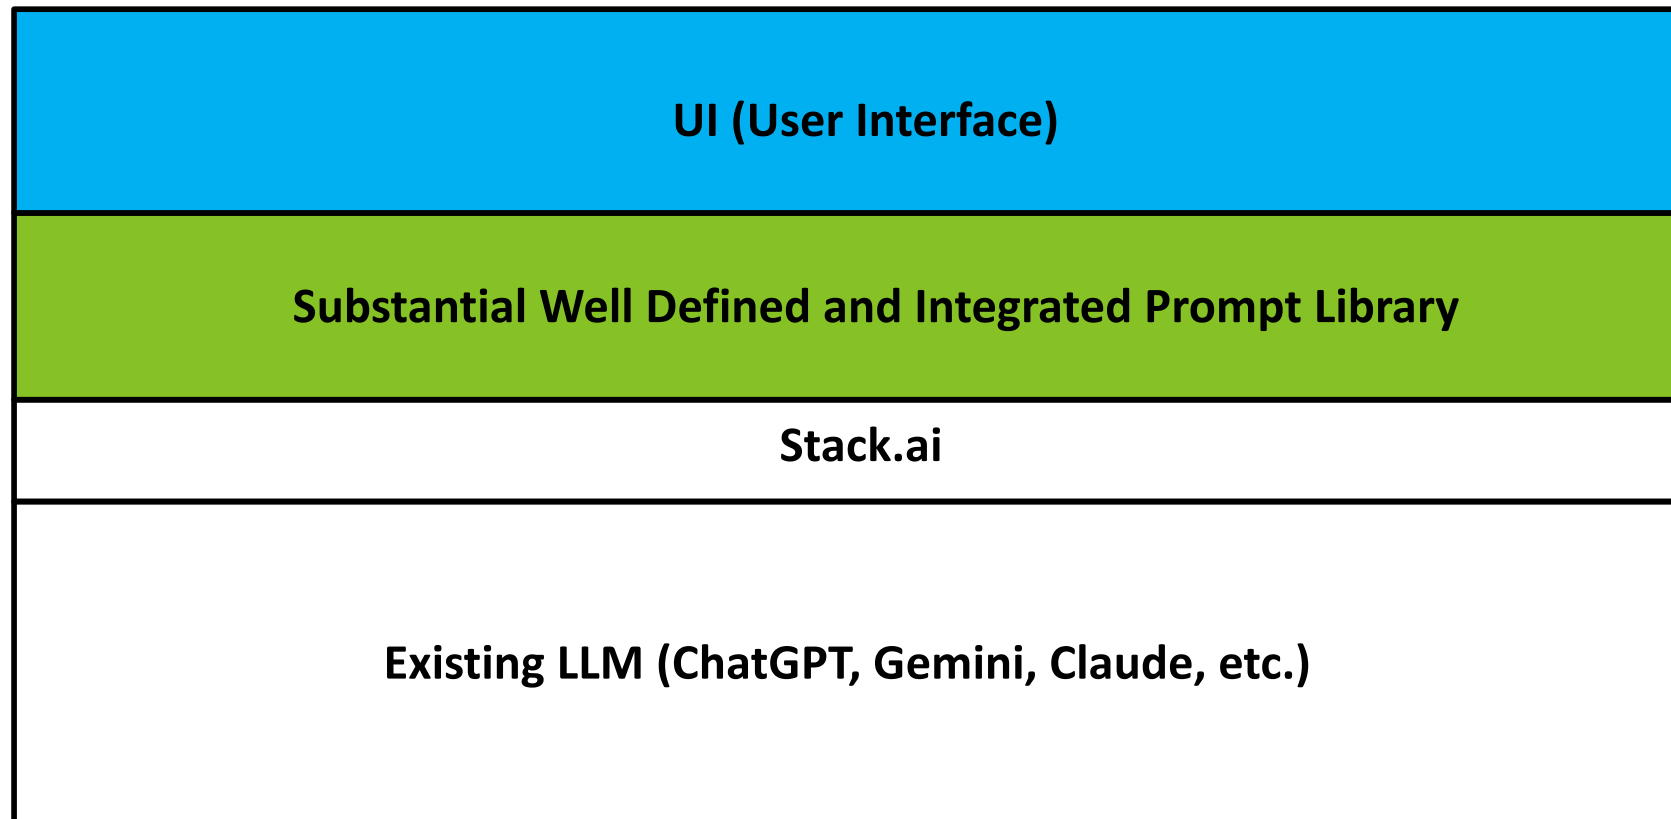 UI (User Interface)
Substantial Well Defined and Integrated Prompt Library
Stack.ai
Existing LLM (ChatGPT, Gemini, Claude, etc.)